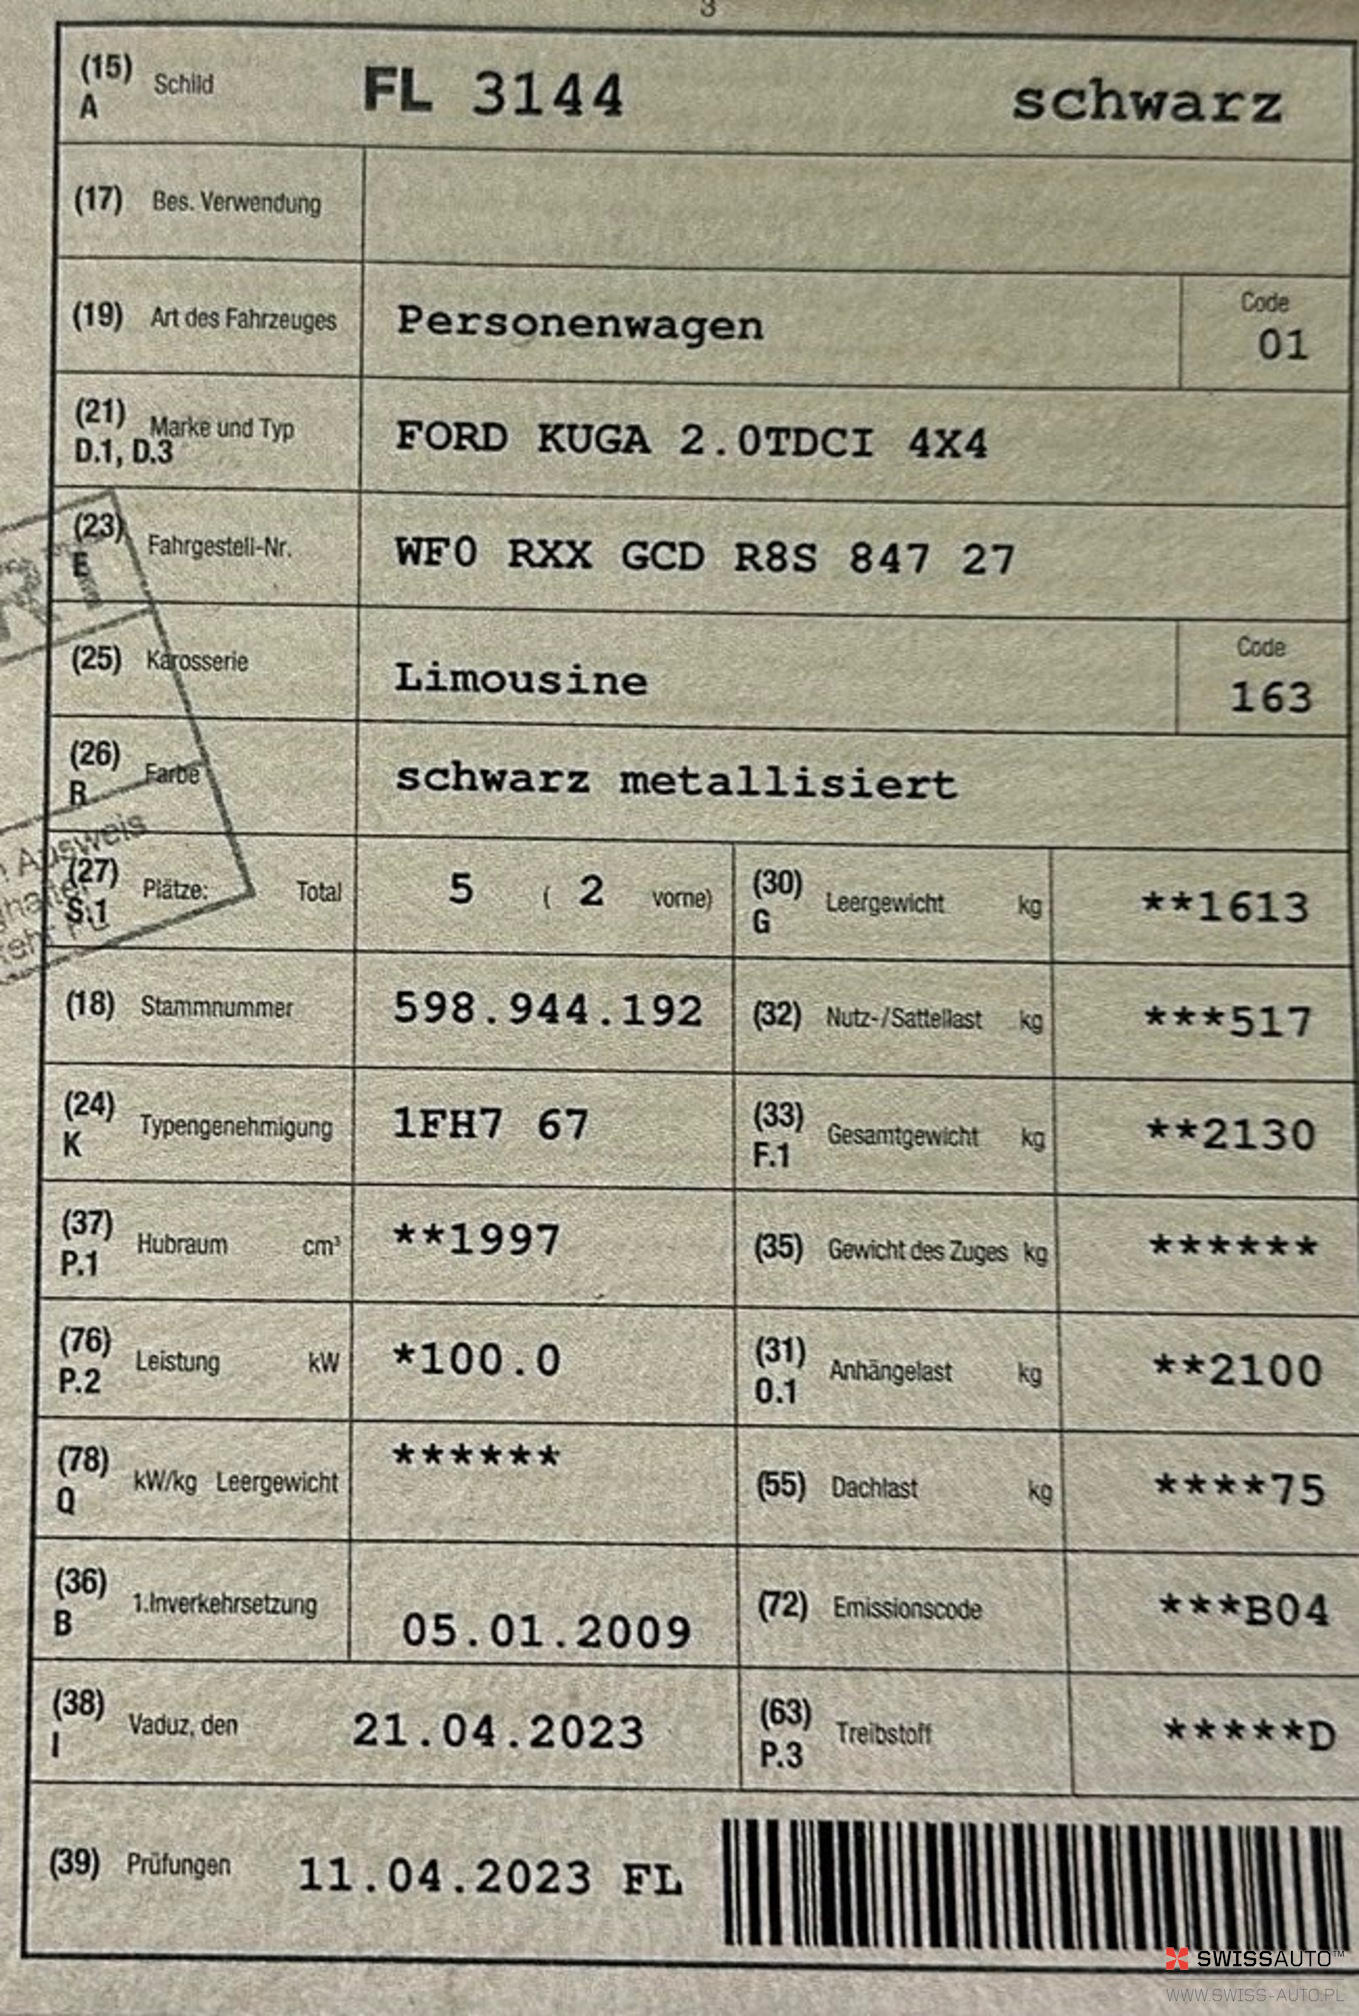 3
(15) A Schild FL 3144 schwarz
(17) Bes. Verwendung
(19) Art des Fahrzeuges Personenwagen Code 01
(21) D.1, D.3 Marke und Typ FORD KUGA 2.0TDCI 4X4
(23) E Fahrgestell-Nr. WF0 RXX GCD R8S 847 27
(25) Karosserie Limousine Code 163
(26) R Farbe schwarz metallisiert
Ausweis
(27) S.1 Plätze: Total 5 ( 2 vorne) (30) G Leergewicht kg **1613
(18) Stammnummer 598.944.192 (32) Nutz-/Sattellast kg ***517
(24) K Typengenehmigung 1FH7 67 (33) F.1 Gesamtgewicht kg **2130
(37) P.1 Hubraum cm³ **1997 (35) Gewicht des Zuges kg ******
(76) P.2 Leistung kW *100.0 (31) O.1 Anhängelast kg **2100
(78) Q kW/kg Leergewicht ****** (55) Dachlast kg ****75
(36) B 1.Inverkehrsetzung 05.01.2009 (72) Emissionscode ***B04
(38) I Vaduz, den 21.04.2023 (63) P.3 Treibstoff *****D
(39) Prüfungen 11.04.2023 FL
SWISSAUTO™
WWW.SWISS-AUTO.PL